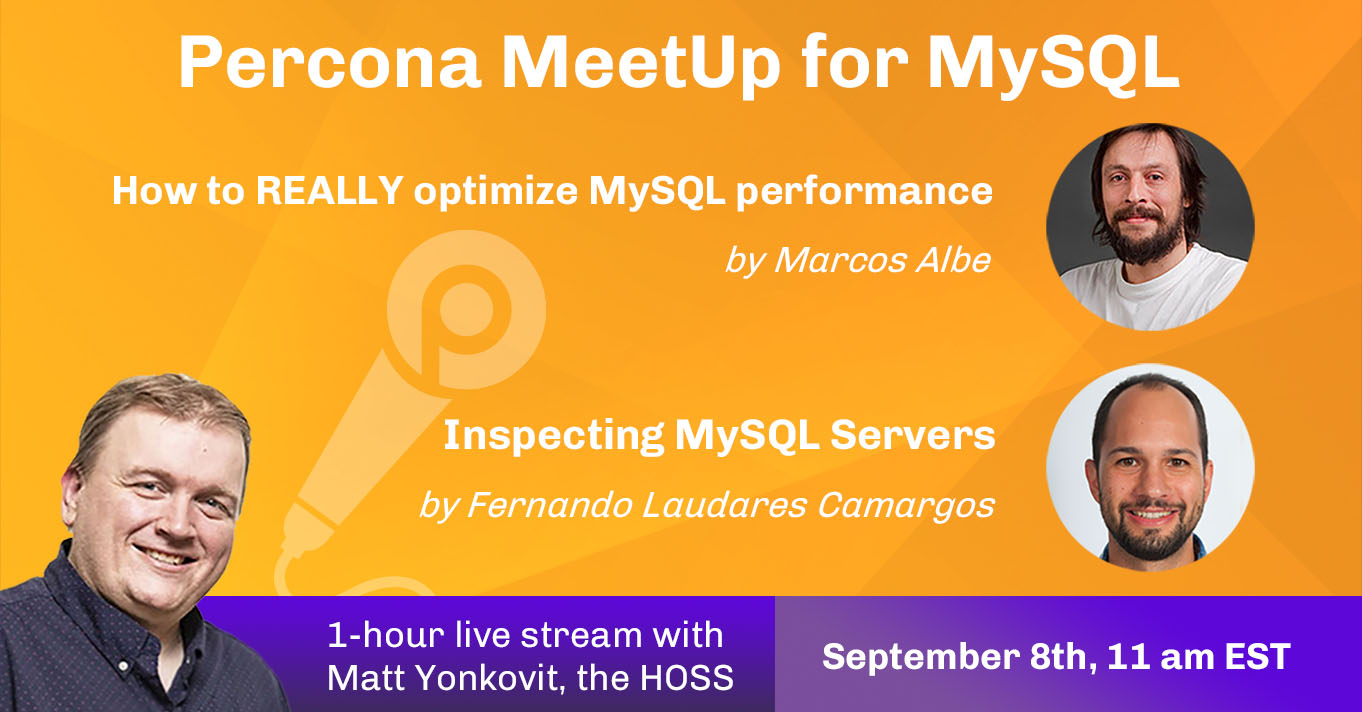 Percona MeetUp for MySQL
How to REALLY optimize MySQL performance
by Marcos Albe
Inspecting MySQL Servers
by Fernando Laudares Camargos
1-hour live stream with
Matt Yonkovit, the HOSS
September 8th, 11 am EST